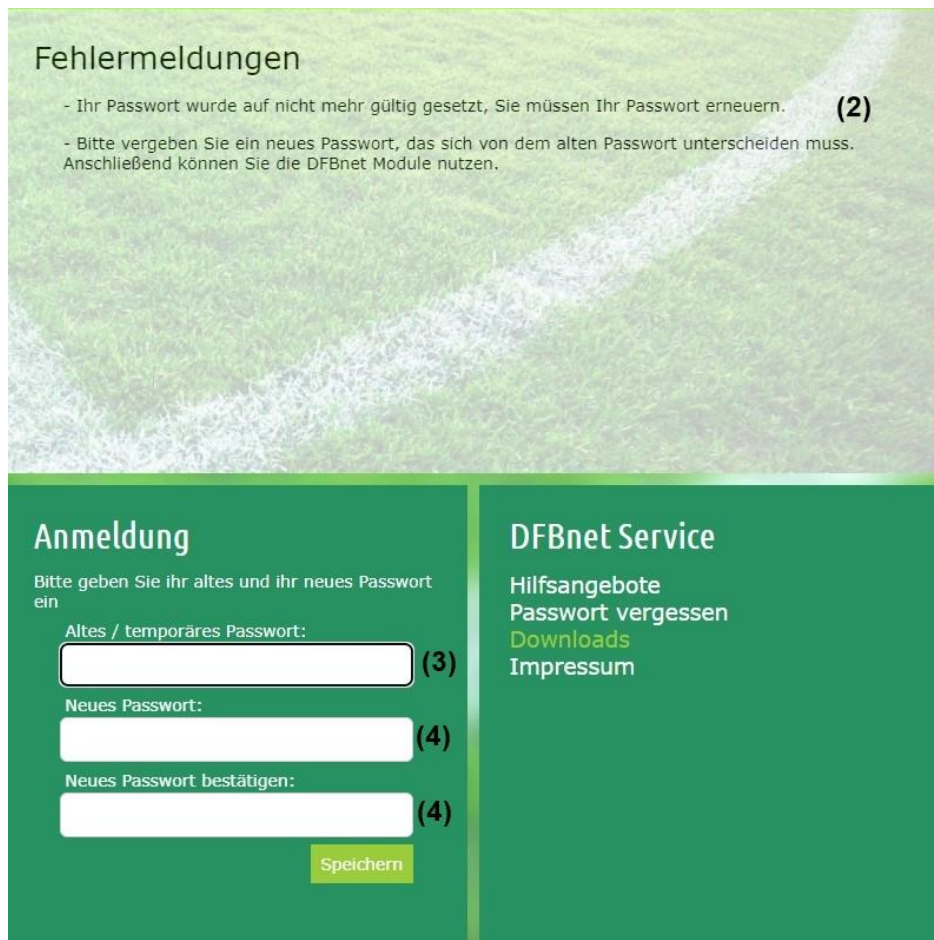 Fehlermeldungen
- Ihr Passwort wurde auf nicht mehr gültig gesetzt, Sie müssen Ihr Passwort erneuern. (2)
- Bitte vergeben Sie ein neues Passwort, das sich von dem alten Passwort unterscheiden muss.
Anschließend können Sie die DFBnet Module nutzen.
Anmeldung
Bitte geben Sie ihr altes und ihr neues Passwort
ein
Altes / temporäres Passwort:
(3)
Neues Passwort:
(4)
Neues Passwort bestätigen:
(4)
Speichern
DFBnet Service
Hilfsangebote
Passwort vergessen
Downloads
Impressum